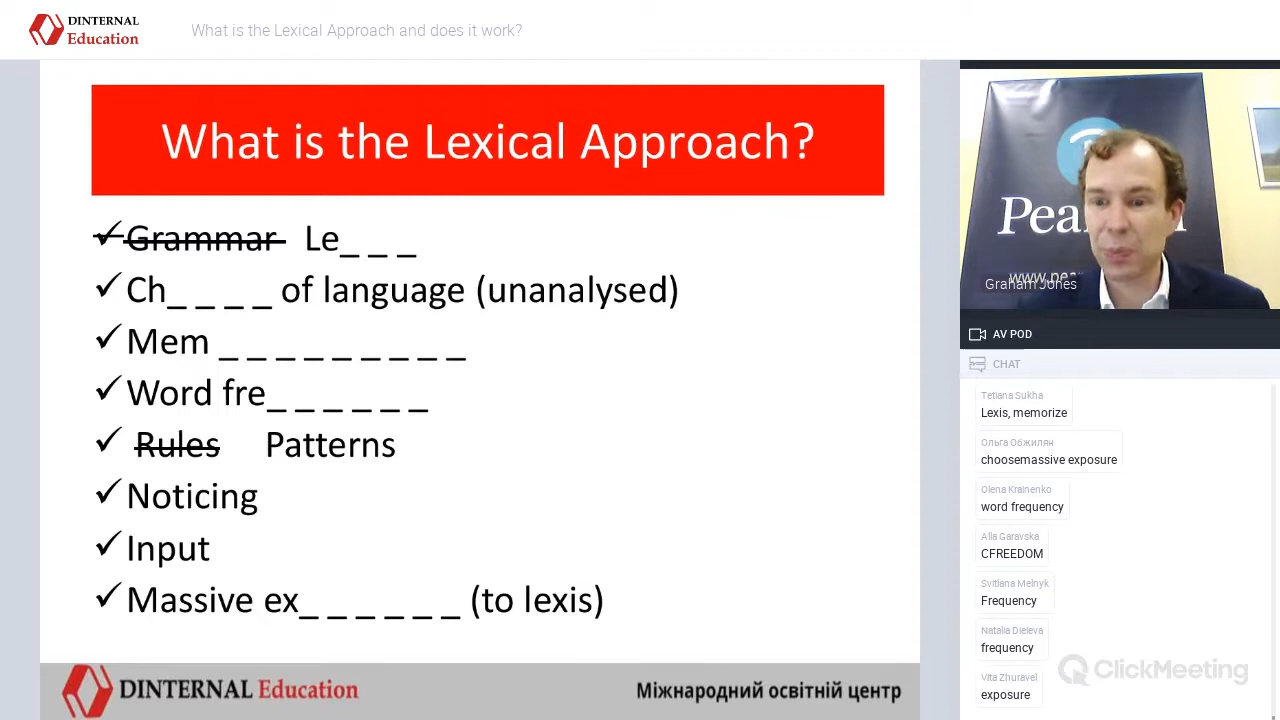 DINTERNAL
Education
What is the Lexical Approach and does it work?
What is the Lexical Approach?
Grammar Le_ _ _
Ch_ _ _ _ of language (unanalysed)
Mem _ _ _ _ _ _ _ _ _
Word fre_ _ _ _ _ _
Rules Patterns
Noticing
Input
Massive ex_ _ _ _ _ _ (to lexis)
DINTERNAL Education
Міжнародний освітній центр
Graham Jones
AV POD
CHAT
Tetiana Sukha
Lexis, memorize
Ольга Обжилян
choosemassive exposure
Olena Krainenko
word frequency
Alla Garavska
CFREEDOM
Svitlana Melnyk
Frequency
Natalia Dieieva
frequency
Vita Zhuravel
exposure
ClickMeeting